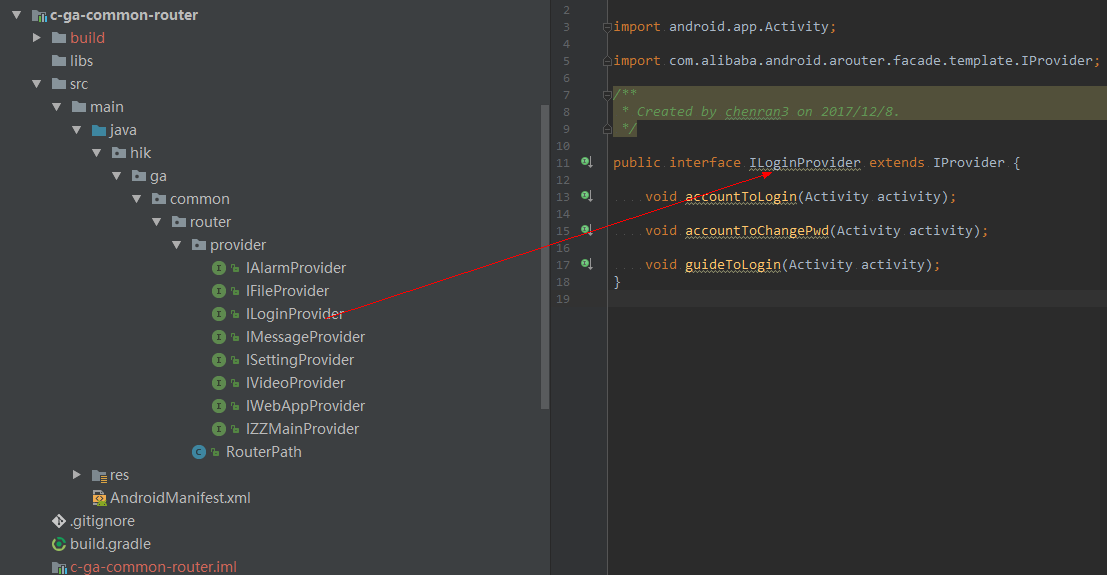 c-ga-common-router
build
libs
src
main
java
hik
ga
common
router
provider
IAlarmProvider
IFileProvider
ILoginProvider
IMessageProvider
ISettingProvider
IVideoProvider
IWebAppProvider
IZZMainProvider
RouterPath
res
AndroidManifest.xml
.gitignore
build.gradle
c-ga-common-router.iml
2
3 import android.app.Activity;
4
5 import com.alibaba.android.arouter.facade.template.IProvider;
6
7 /**
8  * Created by chenran3 on 2017/12/8.
9  */
10
11 public interface ILoginProvider extends IProvider {
12
13     void accountToLogin(Activity activity);
14
15     void accountToChangePwd(Activity activity);
16
17     void guideToLogin(Activity activity);
18 }
19